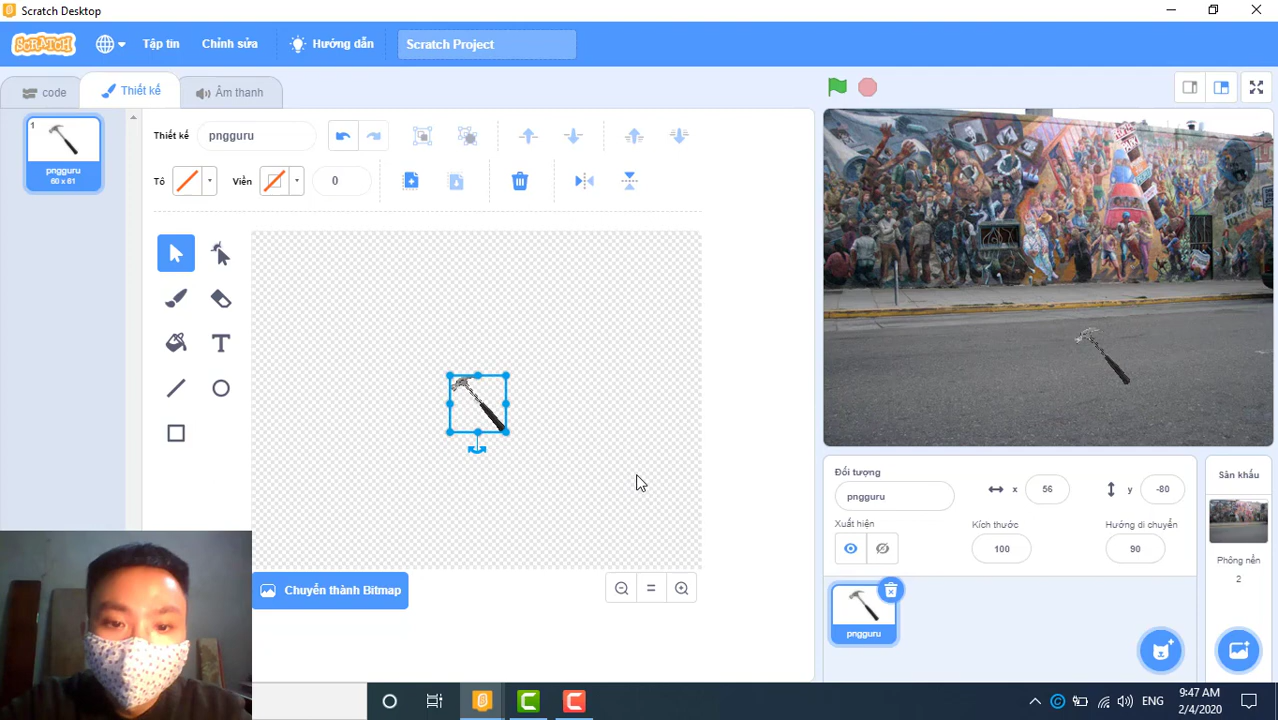 Scratch Desktop
SCRATCH
Tập tin
Chỉnh sửa
Hướng dẫn
Scratch Project
code
Thiết kế
Âm thanh
1
pngguru
60 x 61
Thiết kế
pngguru
Tô
Viền
0
Chuyển thành Bitmap
Đối tượng
pngguru
x
56
y
-80
Xuất hiện
Kích thước
100
Hướng di chuyển
90
pngguru
Sân khấu
Phông nền
2
ENG
9:47 AM
2/4/2020